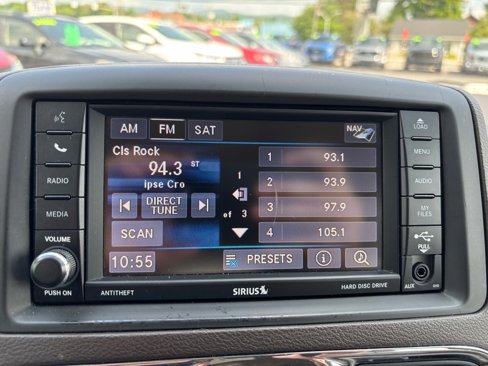 LOAD
AM FM SAT NAV
MENU
Cls Rock
94.3 ST
Ipse Cro
1 93.1
2 93.9
3 97.9
4 105.1
1
of 3
RADIO
AUDIO
MEDIA
DIRECT
TUNE
MY
FILES
SCAN
VOLUME
PULL
10:55 PRESETS
PUSH ON
ANTITHEFT
SIRIUS
HARD DISC DRIVE
AUX